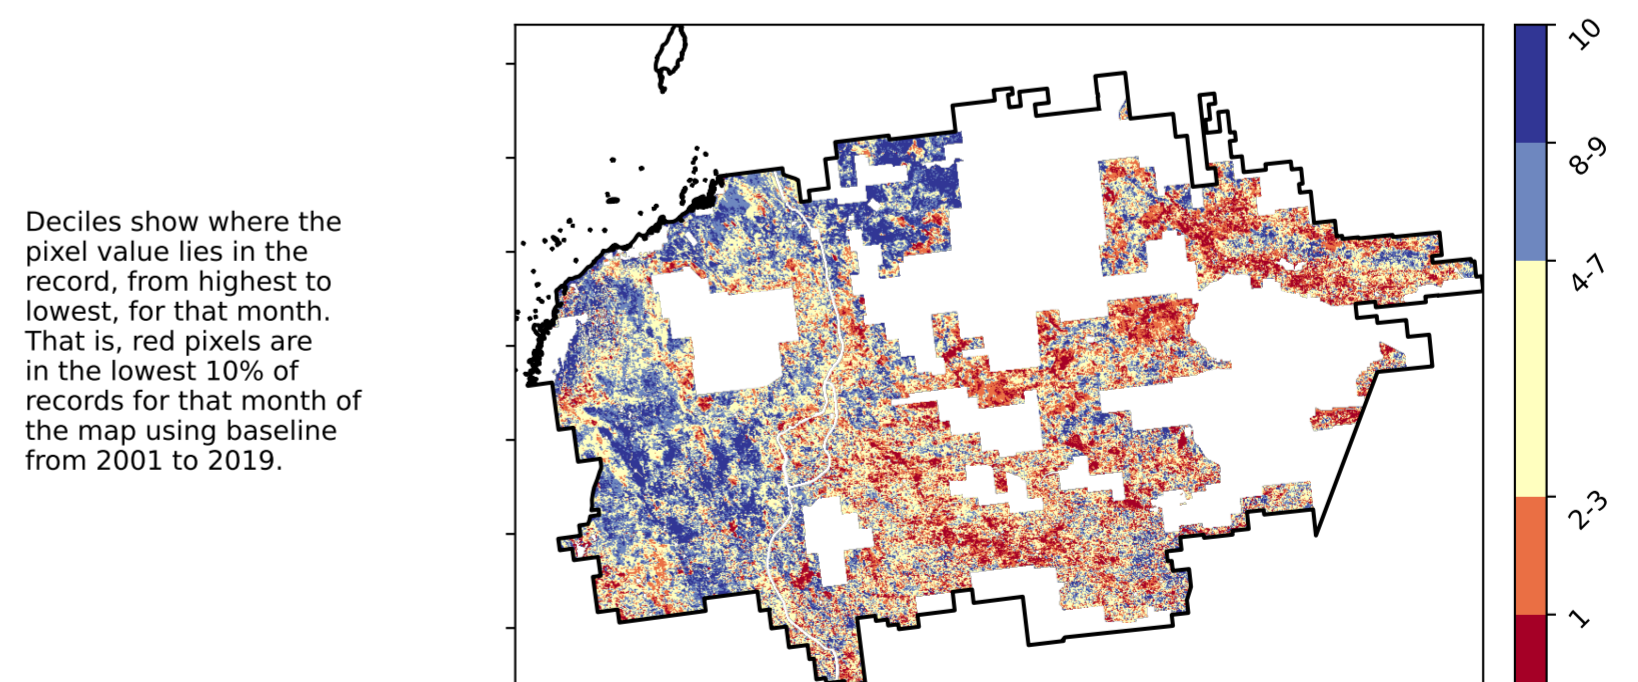 Deciles show where the
pixel value lies in the
record, from highest to
lowest, for that month.
That is, red pixels are
in the lowest 10% of
records for that month of
the map using baseline
from 2001 to 2019.
10
8-9
4-7
2-3
1